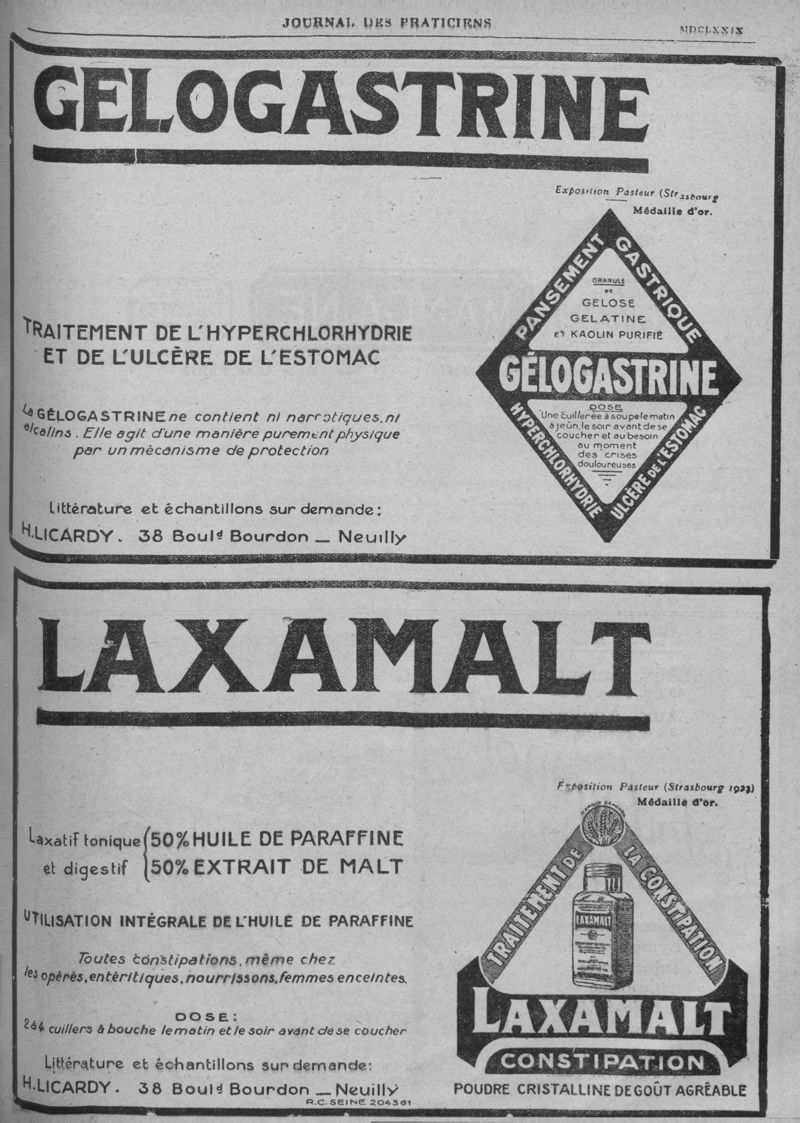 JOURNAL DES PRATICIENS
MDCLXXIX
GELOGASTRINE
Exposition Pasteur (Strasbourg
Médaille d'or.
PANSEMENT GASTRIQUE
GRANULÉ
DE
GELOSE
GELATINE
ET KAOLIN PURIFIÉ
GÉLOGASTRINE
DOSE
Une cuillerée à soupe le matin
à jeûn, le soir avant de se
coucher et au besoin
au moment
des crises
douloureuses
HYPERCHLORHYDRIE
ULCÈRE DE L'ESTOMAC
TRAITEMENT DE L'HYPERCHLORHYDRIE
ET DE L'ULCÈRE DE L'ESTOMAC
La GÉLOGASTRINE ne contient ni narcotiques, ni
alcalins. Elle agit d'une manière purement physique
par un mécanisme de protection
Littérature et échantillons sur demande:
H. LICARDY. 38 Boulᵈ Bourdon _ Neuilly
LAXAMALT
Exposition Pasteur (Strasbourg 1923)
Médaille d'or.
Laxatif tonique 50% HUILE DE PARAFFINE
et digestif 50% EXTRAIT DE MALT
UTILISATION INTÉGRALE DE L'HUILE DE PARAFFINE
Toutes constipations, même chez
les opérés, entéritiques, nourrissons, femmes enceintes.
DOSE:
2 à 4 cuillers à bouche le matin et le soir avant de se coucher
Littérature et échantillons sur demande:
H. LICARDY. 38 Boulᵈ Bourdon _ Neuilly
R.C. SEINE 204361
TRAITEMENT DE LA CONSTIPATION
LAXAMALT
LAXAMALT
CONSTIPATION
POUDRE CRISTALLINE DE GOÛT AGRÉABLE